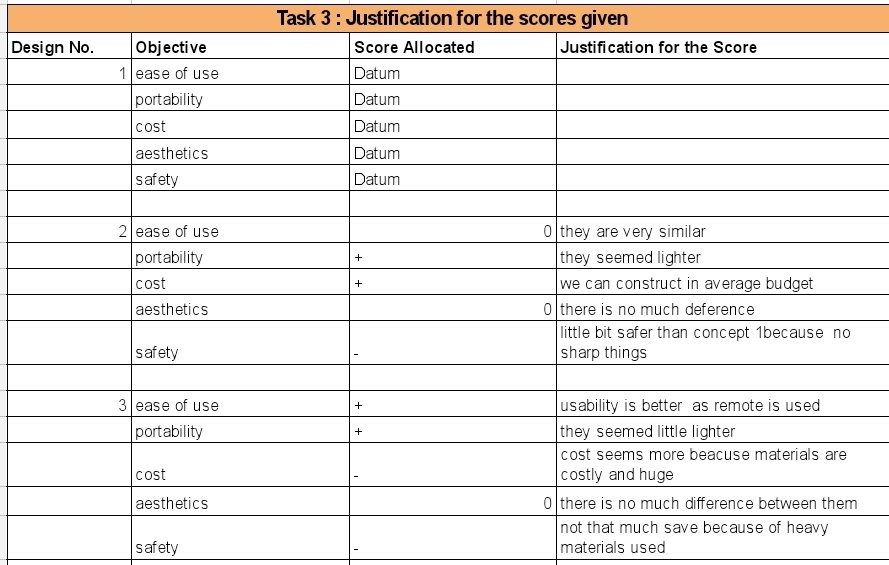 Task 3 : Justification for the scores given
Design No. Objective Score Allocated Justification for the Score
1 ease of use Datum
portability Datum
cost Datum
aesthetics Datum
safety Datum
2 ease of use 0 they are very similar
portability + they seemed lighter
cost + we can construct in average budget
aesthetics 0 there is no much deference
little bit safer than concept 1because no
safety - sharp things
3 ease of use + usability is better as remote is used
portability + they seemed little lighter
cost seems more beacuse materials are
cost - costly and huge
aesthetics 0 there is no much difference between them
not that much save because of heavy
safety - materials used